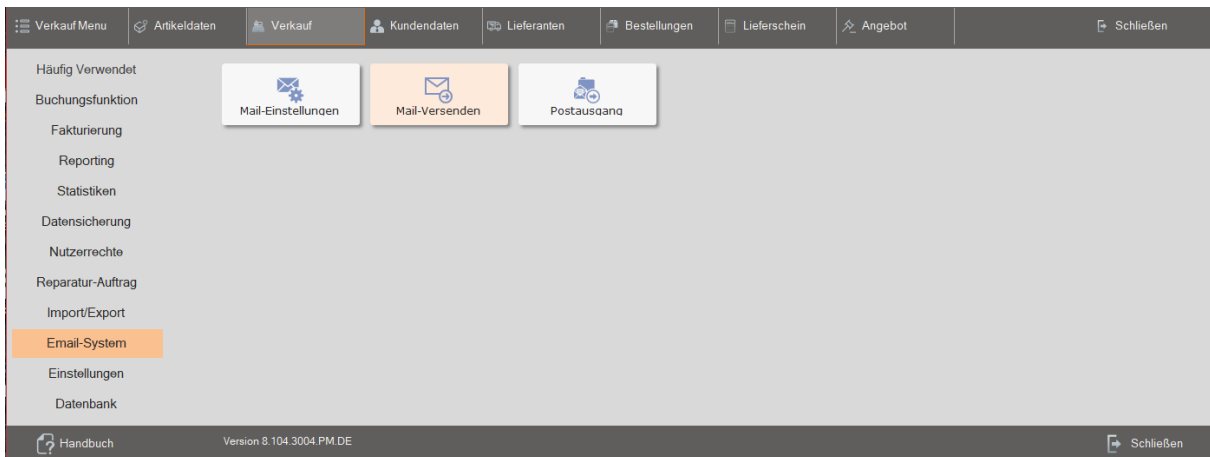 Verkauf Menu
Artikeldaten
Verkauf
Kundendaten
Lieferanten
Bestellungen
Lieferschein
Angebot
Schließen
Häufig Verwendet
Buchungsfunktion
Fakturierung
Reporting
Statistiken
Datensicherung
Nutzerrechte
Reparatur-Auftrag
Import/Export
Email-System
Einstellungen
Datenbank
Mail-Einstellungen
Mail-Versenden
Postausgang
Handbuch
Version 8.104.3004.PM.DE
Schließen